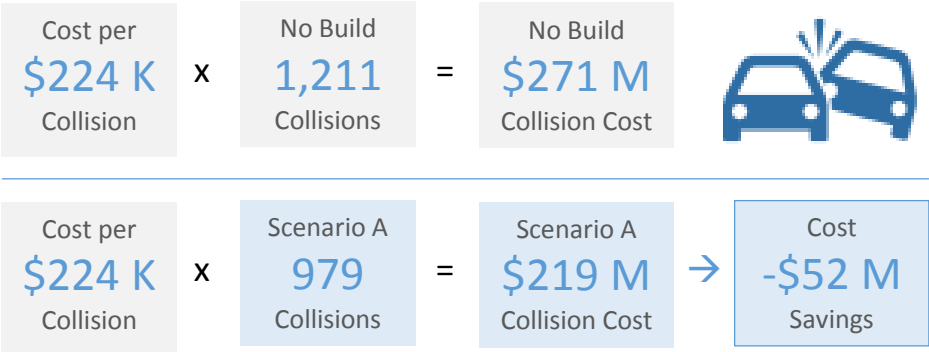 Cost per
$224 K
Collision
x
No Build
1,211
Collisions
=
No Build
$271 M
Collision Cost
Cost per
$224 K
Collision
x
Scenario A
979
Collisions
=
Scenario A
$219 M
Collision Cost
→
Cost
-$52 M
Savings